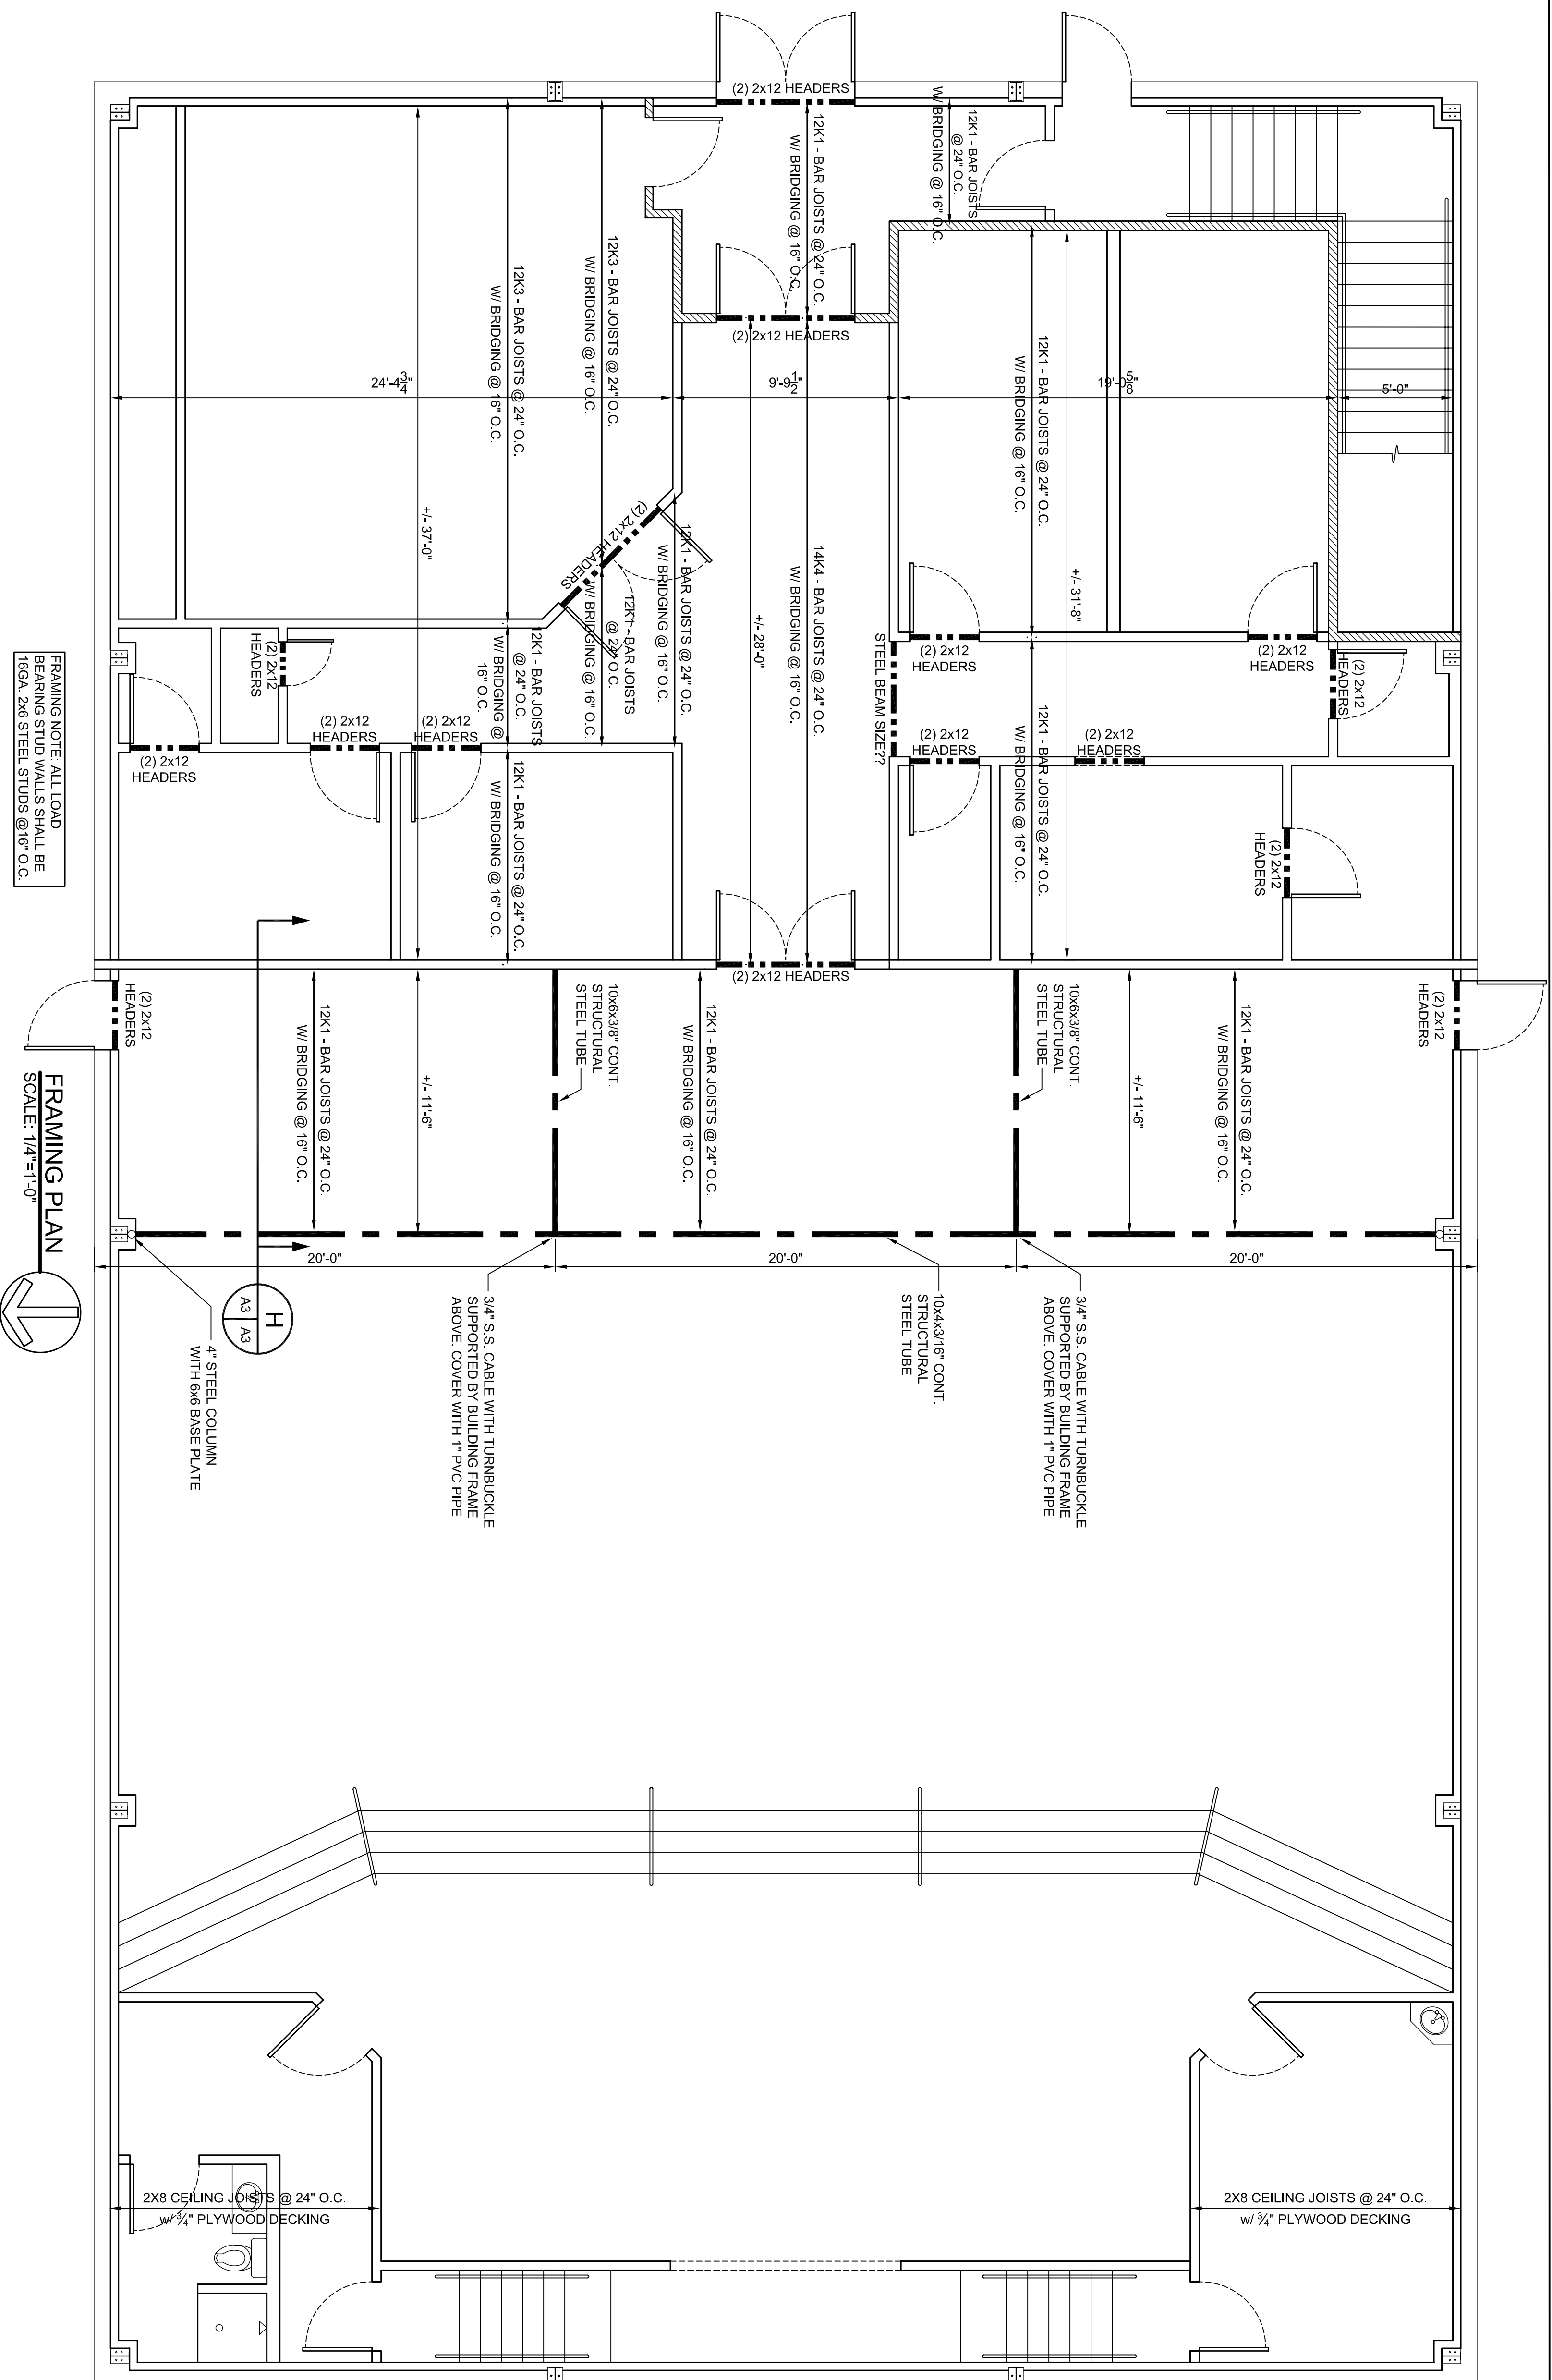 (2) 2x12 HEADERS
12K1 - BAR JOISTS
@ 24" O.C.
W/ BRIDGING @ 16" O.C.
12K1 - BAR JOISTS @ 24" O.C.
W/ BRIDGING @ 16" O.C.
12K3 - BAR JOISTS @ 24" O.C.
W/ BRIDGING @ 16" O.C.
12K3 - BAR JOISTS @ 24" O.C.
W/ BRIDGING @ 16" O.C.
(2) 2x12 HEADERS
12K1 - BAR JOISTS @ 24" O.C.
W/ BRIDGING @ 16" O.C.
24'-4 3/4"
9'-9 1/2"
19'-0 5/8"
5'-0"
+/- 37'-0"
(2) 2x12 HEADERS
12K1 - BAR JOISTS @ 24" O.C.
W/ BRIDGING @ 16" O.C.
14K4 - BAR JOISTS @ 24" O.C.
W/ BRIDGING @ 16" O.C.
+/- 28'-0"
+/- 31'-8"
12K1 - BAR JOISTS
@ 24" O.C.
W/ BRIDGING @ 16" O.C.
12K1 - BAR JOISTS
@ 24" O.C.
W/ BRIDGING @
16" O.C.
STEEL BEAM SIZE??
(2) 2x12
HEADERS
(2) 2x12
HEADERS
(2) 2x12
HEADERS
(2) 2x12
HEADERS
(2) 2x12
HEADERS
(2) 2x12
HEADERS
(2) 2x12
HEADERS
(2) 2x12
HEADERS
(2) 2x12
HEADERS
12K1 - BAR JOISTS @ 24" O.C.
W/ BRIDGING @ 16" O.C.
12K1 - BAR JOISTS @ 24" O.C.
W/ BRIDGING @ 16" O.C.
(2) 2x12
HEADERS
FRAMING NOTE: ALL LOAD
BEARING STUD WALLS SHALL BE
16GA. 2x6 STEEL STUDS @16" O.C.
(2) 2x12 HEADERS
(2) 2x12
HEADERS
(2) 2x12
HEADERS
12K1 - BAR JOISTS @ 24" O.C.
W/ BRIDGING @ 16" O.C.
+/- 11'-6"
10x6x3/8" CONT.
STRUCTURAL
STEEL TUBE
12K1 - BAR JOISTS @ 24" O.C.
W/ BRIDGING @ 16" O.C.
10x6x3/8" CONT.
STRUCTURAL
STEEL TUBE
+/- 11'-6"
12K1 - BAR JOISTS @ 24" O.C.
W/ BRIDGING @ 16" O.C.
FRAMING PLAN
SCALE: 1/4"=1'-0"
20'-0"
20'-0"
20'-0"
H
A3
A3
4" STEEL COLUMN
WITH 6x6 BASE PLATE
3/4" S.S. CABLE WITH TURNBUCKLE
SUPPORTED BY BUILDING FRAME
ABOVE. COVER WITH 1" PVC PIPE
10x4x3/16" CONT.
STRUCTURAL
STEEL TUBE
3/4" S.S. CABLE WITH TURNBUCKLE
SUPPORTED BY BUILDING FRAME
ABOVE. COVER WITH 1" PVC PIPE
2X8 CEILING JOISTS @ 24" O.C.
w/ 3/4" PLYWOOD DECKING
2X8 CEILING JOISTS @ 24" O.C.
w/ 3/4" PLYWOOD DECKING